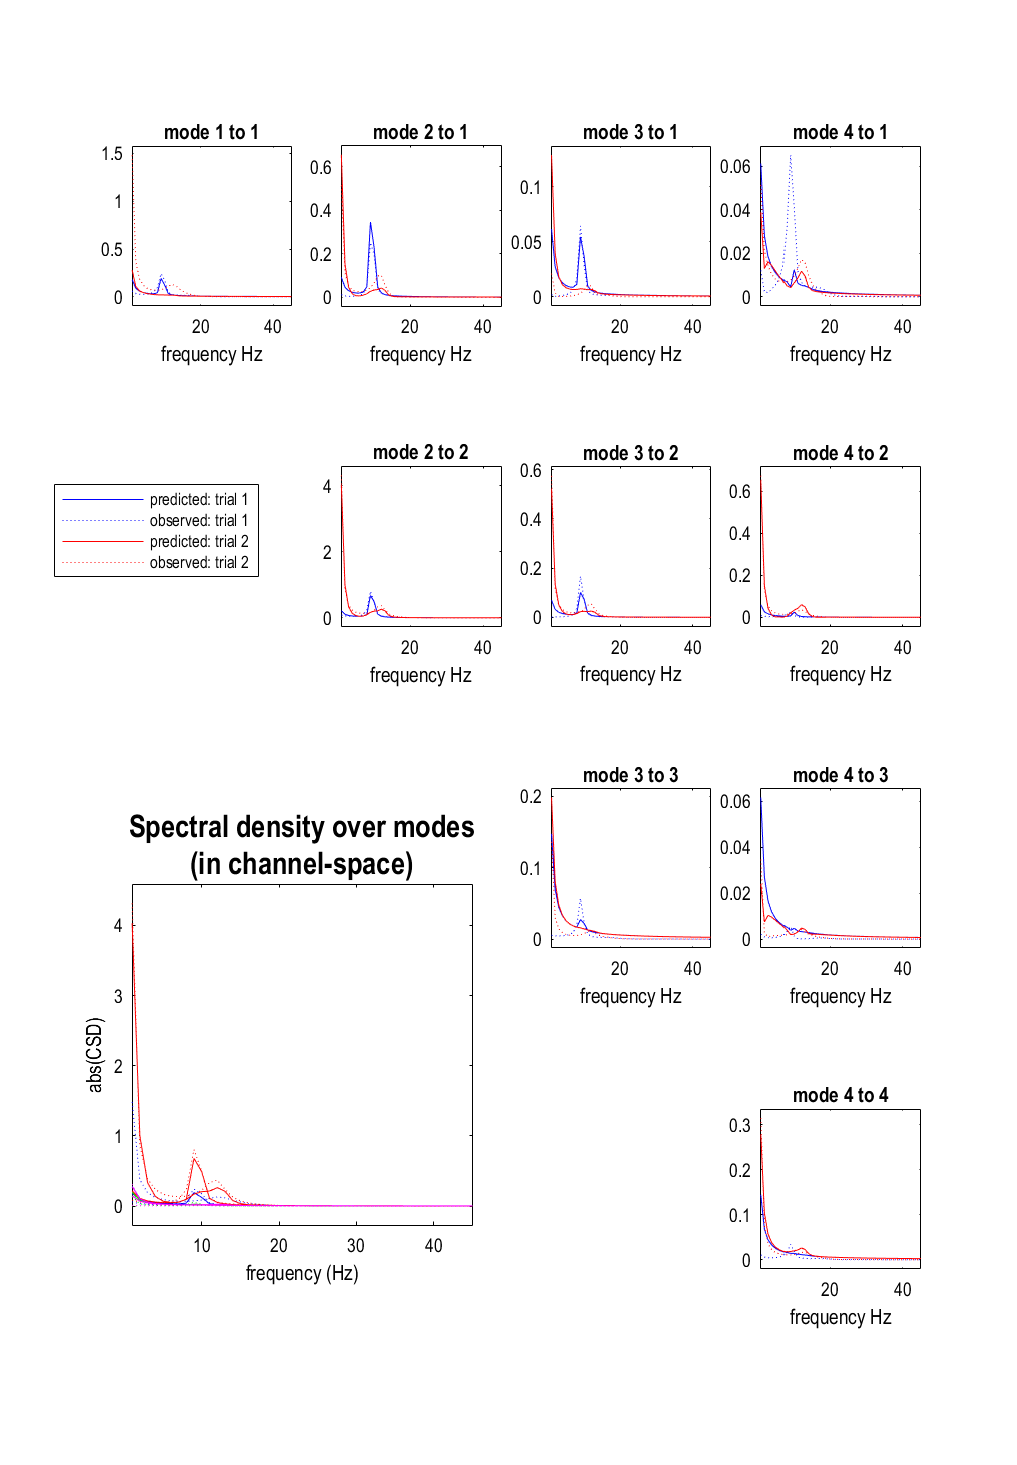 mode 1 to 1
1.5
1
0.5
0
20
40
frequency Hz
mode 2 to 1
0.6
0.4
0.2
0
20
40
frequency Hz
mode 3 to 1
0.1
0.05
0
20
40
frequency Hz
mode 4 to 1
0.06
0.04
0.02
0
20
40
frequency Hz
predicted: trial 1
observed: trial 1
predicted: trial 2
observed: trial 2
mode 2 to 2
4
2
0
20
40
frequency Hz
mode 3 to 2
0.6
0.4
0.2
0
20
40
frequency Hz
mode 4 to 2
0.6
0.4
0.2
0
20
40
frequency Hz
mode 3 to 3
0.2
0.1
0
20
40
frequency Hz
mode 4 to 3
0.06
0.04
0.02
0
20
40
frequency Hz
Spectral density over modes
(in channel-space)
abs(CSD)
4
3
2
1
0
10
20
30
40
frequency (Hz)
mode 4 to 4
0.3
0.2
0.1
0
20
40
frequency Hz